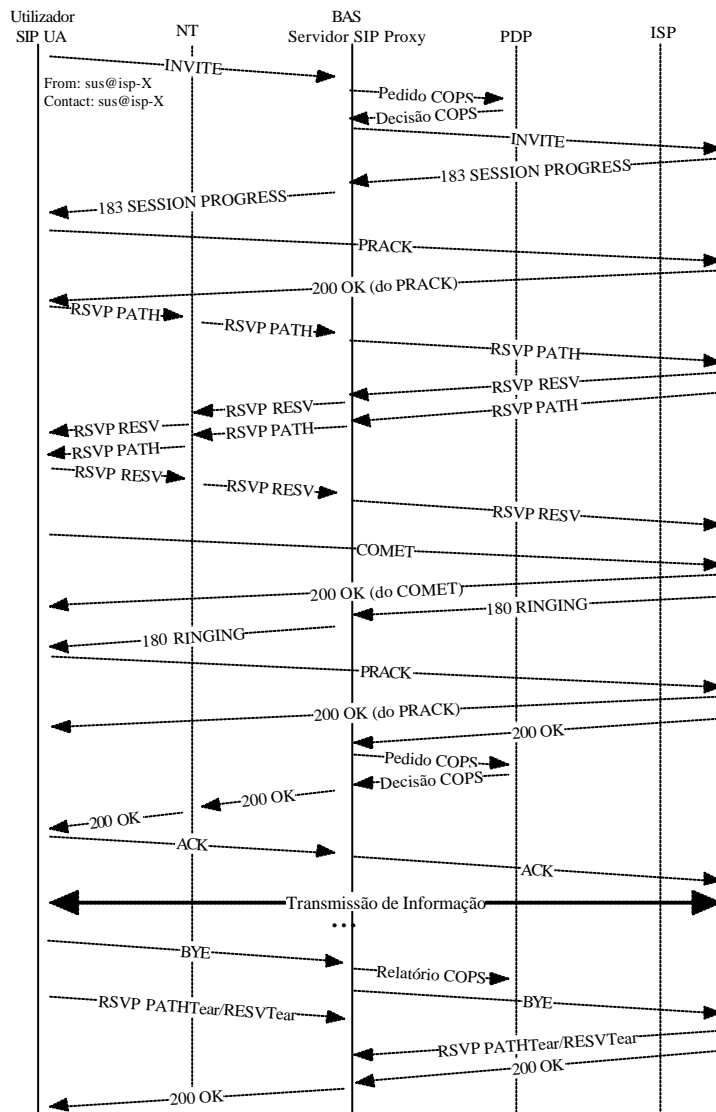 Utilizador
SIP UA
NT
BAS
Servidor SIP Proxy
PDP
ISP
INVITE
From: sus@isp-X
Contact: sus@isp-X
Pedido COPS
Decisão COPS
INVITE
183 SESSION PROGRESS
183 SESSION PROGRESS
PRACK
200 OK (do PRACK)
RSVP PATH
RSVP PATH
RSVP PATH
RSVP RESV
RSVP RESV
RSVP PATH
RSVP RESV
RSVP PATH
RSVP PATH
RSVP RESV
RSVP RESV
RSVP RESV
COMET
200 OK (do COMET)
180 RINGING
180 RINGING
PRACK
200 OK (do PRACK)
200 OK
Pedido COPS
Decisão COPS
200 OK
200 OK
ACK
ACK
Transmissão de Informação
...
BYE
Relatório COPS
BYE
RSVP PATHTear/RESVTear
RSVP PATHTear/RESVTear
200 OK
200 OK